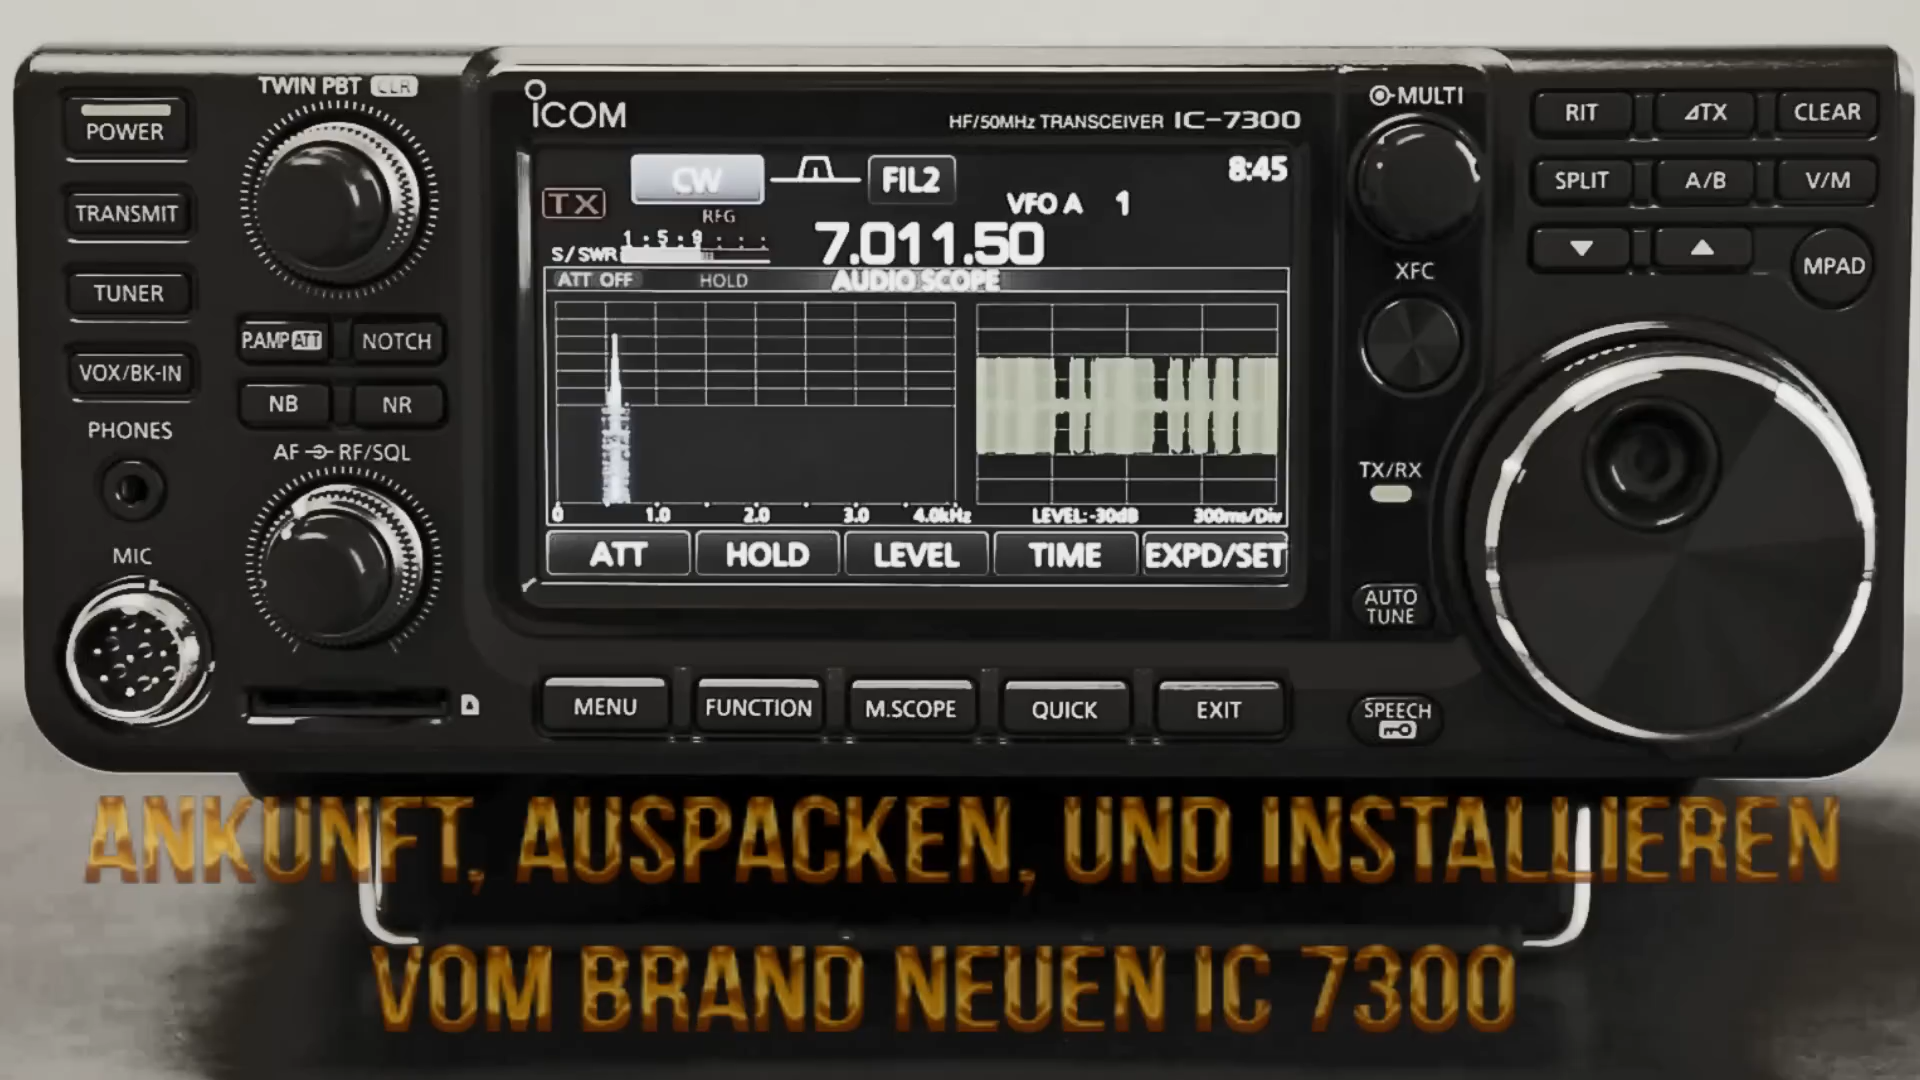 TWIN PBT CLR
POWER
TRANSMIT
TUNER
VOX/BK-IN
PHONES
MIC
P.AMP ATT
NOTCH
NB
NR
AF RF/SQL
ICOM
HF/50MHz TRANSCEIVER IC-7300
CW
FIL2
8:45
TX
RFG
VFO A 1
1 : 5 : 9 : : :
S/SWR
7.011.50
ATT OFF
HOLD
AUDIO SCOPE
0 1.0 2.0 3.0 4.0kHz
LEVEL:-30dB
300ms/Div
ATT
HOLD
LEVEL
TIME
EXPD/SET
MENU
FUNCTION
M.SCOPE
QUICK
EXIT
MULTI
XFC
TX/RX
AUTO
TUNE
SPEECH
RIT
⊿TX
CLEAR
SPLIT
A/B
V/M
▼
▲
MPAD
ANKUNFT, AUSPACKEN, UND INSTALLIEREN
VOM BRAND NEUEN IC 7300